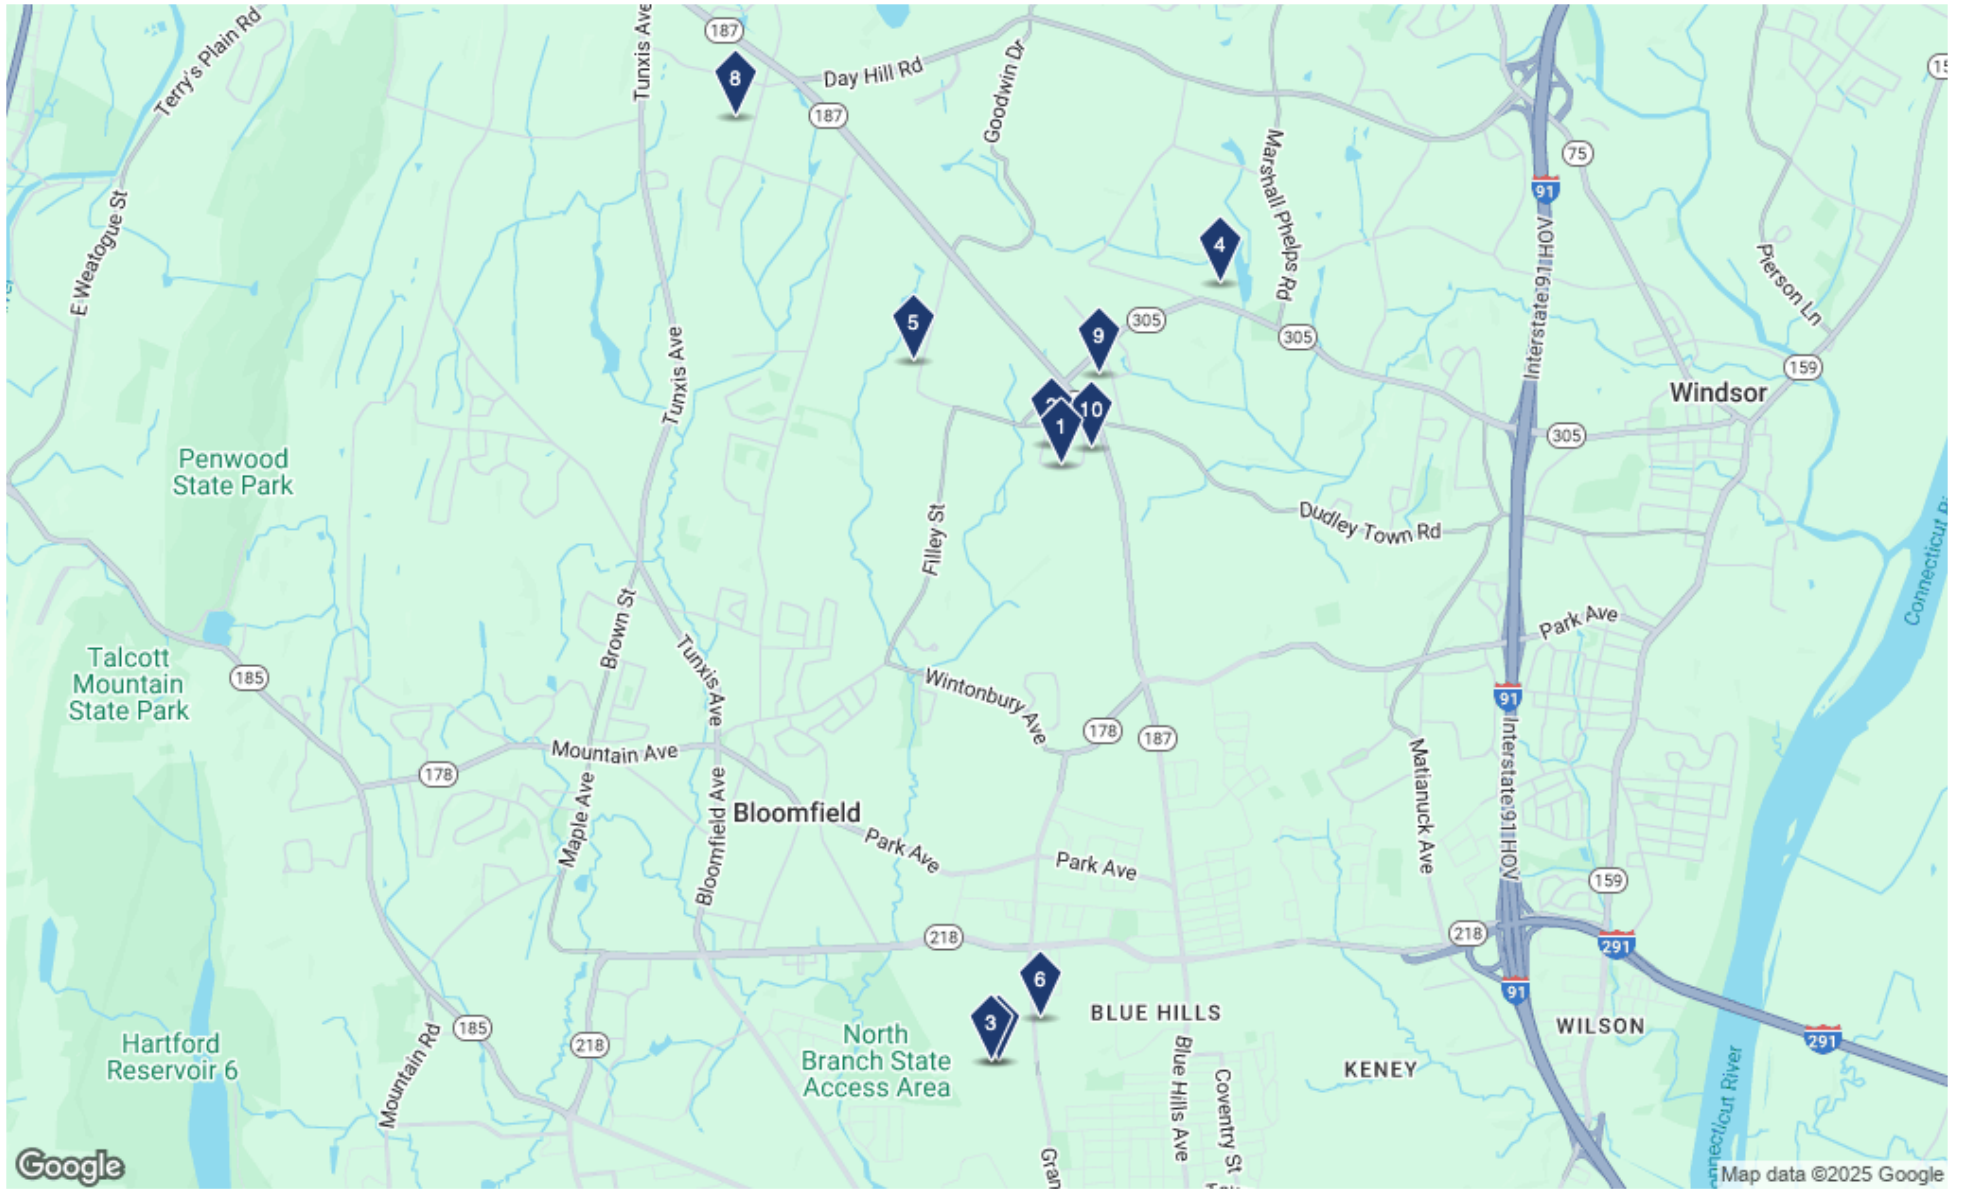 187
Tunxis Ave
Terry's Plain Rd
8
Day Hill Rd
Goodwin Dr
187
Marshall Phelps Rd
75
91
Interstate 91 HOV
E Weatogue St
4
Pierson Ln
5
9
305
305
Tunxis Ave
159
Windsor
10
1
305
Penwood
State Park
Filley St
Dudley Town Rd
Connecticut
Brown St
Park Ave
Talcott
Mountain
State Park
185
Tunxis Ave
Wintonbury Ave
91
178
187
Mountain Ave
178
Interstate 91 HOV
Matianuck Ave
Maple Ave
Bloomfield Ave
Bloomfield
Park Ave
Park Ave
159
218
218
291
6
91
3
BLUE HILLS
WILSON
185
218
North
Branch State
Access Area
Hartford
Reservoir 6
Mountain Rd
291
KENEY
Blue Hills Ave
Coventry St
River
Google
Map data ©2025 Google